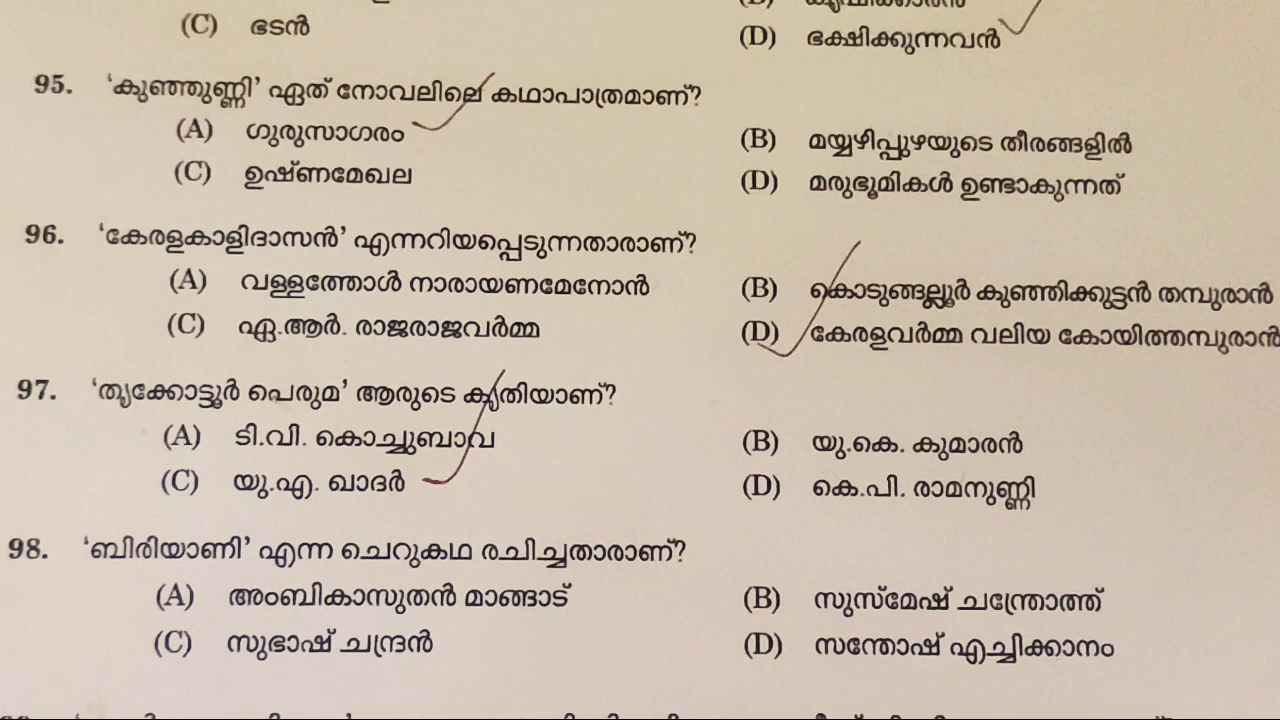 (C) ഭടൻ
(D) ഭക്ഷിക്കുന്നവൻ
95. 'കുഞ്ഞുണ്ണി' ഏത് നോവലിലെ കഥാപാത്രമാണ്?
(A) ഗുരുസാഗരം (B) മയ്യഴിപ്പുഴയുടെ തീരങ്ങളിൽ
(C) ഉഷ്ണമേഖല (D) മരുഭൂമികൾ ഉണ്ടാകുന്നത്
96. 'കേരളകാളിദാസൻ' എന്നറിയപ്പെടുന്നതാരാണ്?
(A) വള്ളത്തോൾ നാരായണമേനോൻ (B) കൊടുങ്ങല്ലൂർ കുഞ്ഞിക്കുട്ടൻ തമ്പുരാൻ
(C) ഏ.ആർ. രാജരാജവർമ്മ (D) കേരളവർമ്മ വലിയ കോയിത്തമ്പുരാൻ
97. 'തൃക്കോട്ടൂർ പെരുമ' ആരുടെ കൃതിയാണ്?
(A) ടി.വി. കൊച്ചുബാവ (B) യു.കെ. കുമാരൻ
(C) യു.എ. ഖാദർ (D) കെ.പി. രാമനുണ്ണി
98. 'ബിരിയാണി' എന്ന ചെറുകഥ രചിച്ചതാരാണ്?
(A) അംബികാസുതൻ മാങ്ങാട് (B) സുസ്മേഷ് ചന്ത്രോത്ത്
(C) സുഭാഷ് ചന്ദ്രൻ (D) സന്തോഷ് എച്ചിക്കാനം